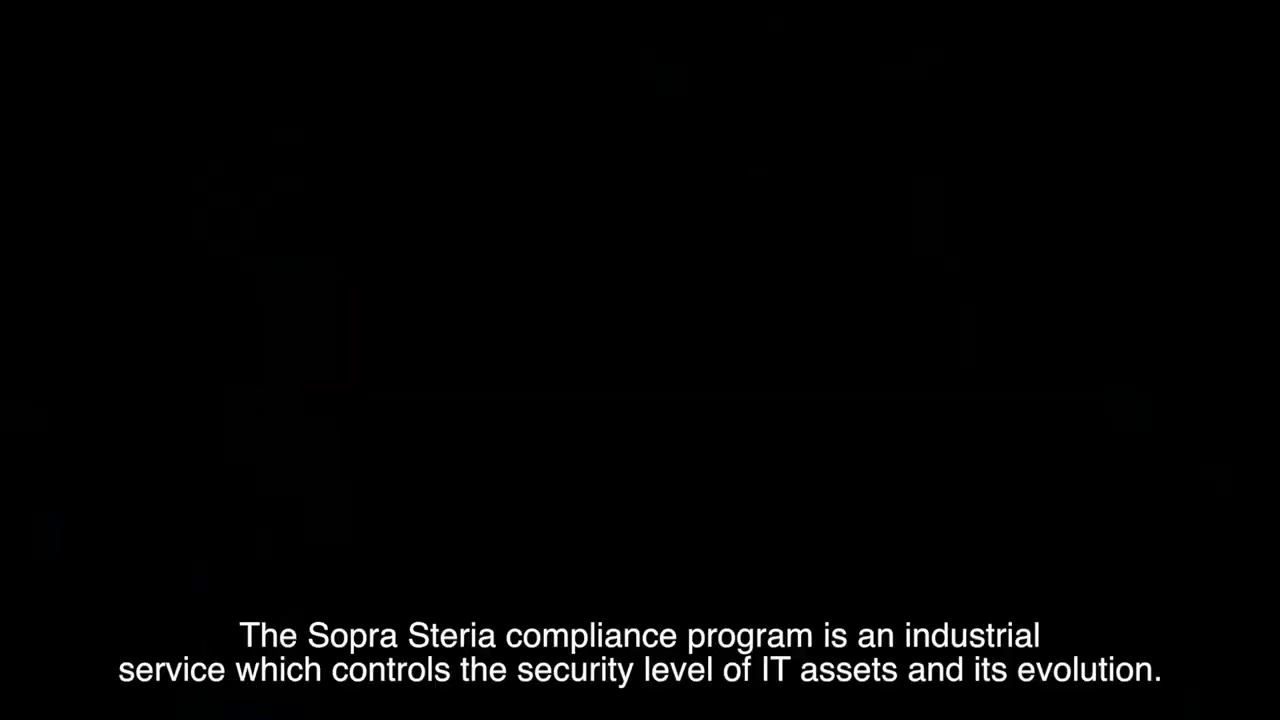 The Sopra Steria compliance program is an industrial
service which controls the security level of IT assets and its evolution.